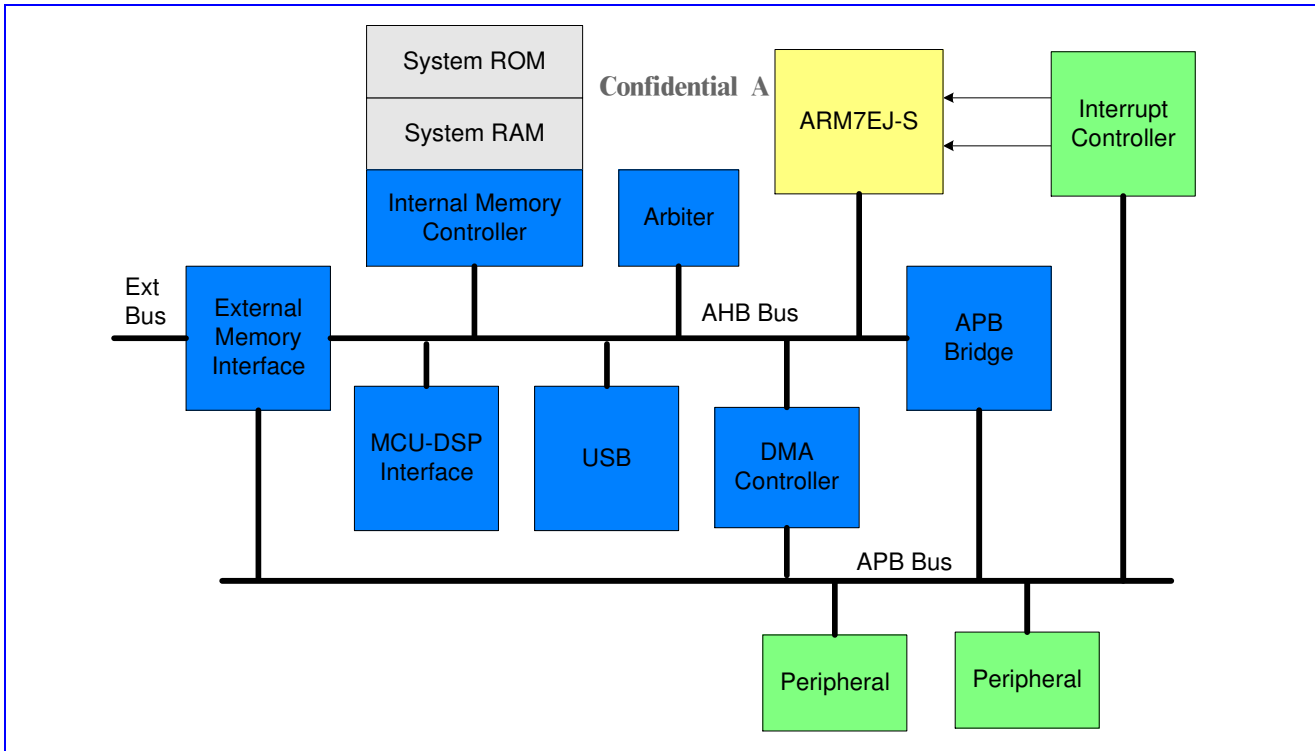 System ROM
Confidential A
System RAM
ARM7EJ-S
Interrupt
Controller
Internal Memory
Controller
Arbiter
Ext
Bus
External
Memory
Interface
AHB Bus
APB
Bridge
MCU-DSP
Interface
USB
DMA
Controller
APB Bus
Peripheral
Peripheral